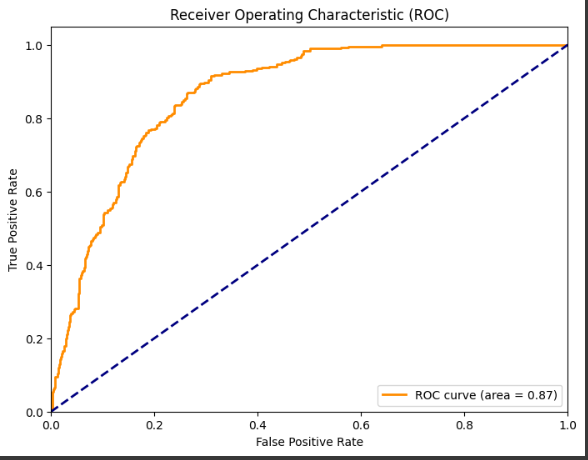 Receiver Operating Characteristic (ROC)
1.0
0.8
0.6
0.4
0.2
0.0
True Positive Rate
ROC curve (area = 0.87)
0.0 0.2 0.4 0.6 0.8 1.0
False Positive Rate